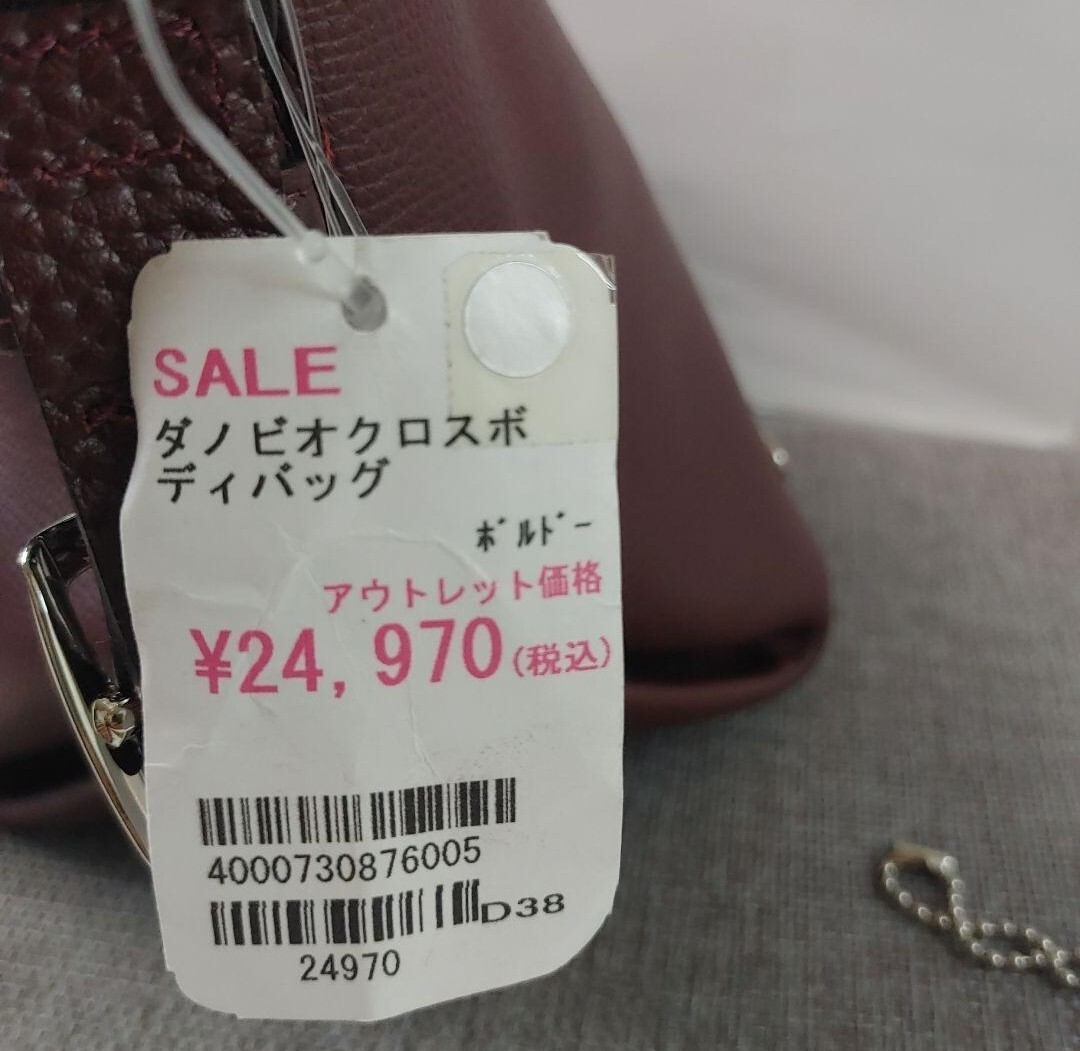 SALE
ダノビオクロスボ
ディバッグ
ﾎﾞﾙﾄﾞｰ
アウトレット価格
¥24,970(税込)
4000730876005
D38
24970